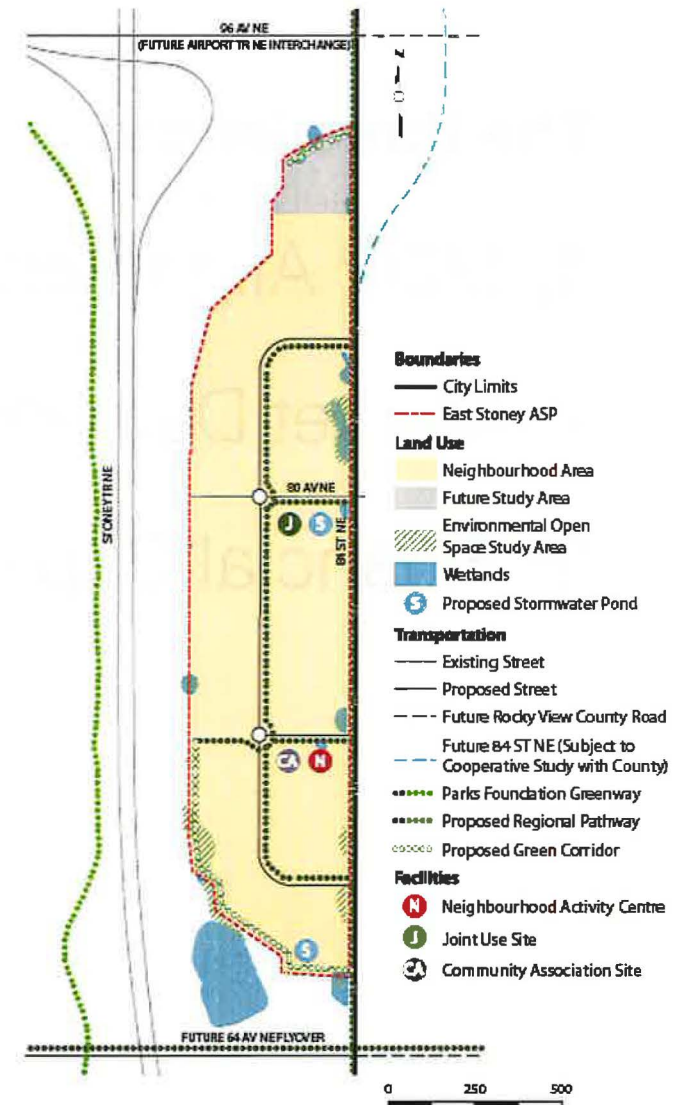 96 AV NE
(FUTURE AIRPORT TR NE INTERCHANGE)
STONEY TR NE
80 AV NE
J
S
84 ST NE
CA
N
S
FUTURE 64 AV NE FLYOVER
Boundaries
City Limits
East Stoney ASP
Land Use
Neighbourhood Area
Future Study Area
Environmental Open
Space Study Area
Wetlands
S Proposed Stormwater Pond
Transportation
Existing Street
Proposed Street
Future Rocky View County Road
Future 84 ST NE (Subject to
Cooperative Study with County)
Parks Foundation Greenway
Proposed Regional Pathway
Proposed Green Corridor
Facilities
N Neighbourhood Activity Centre
J Joint Use Site
CA Community Association Site
0 250 500